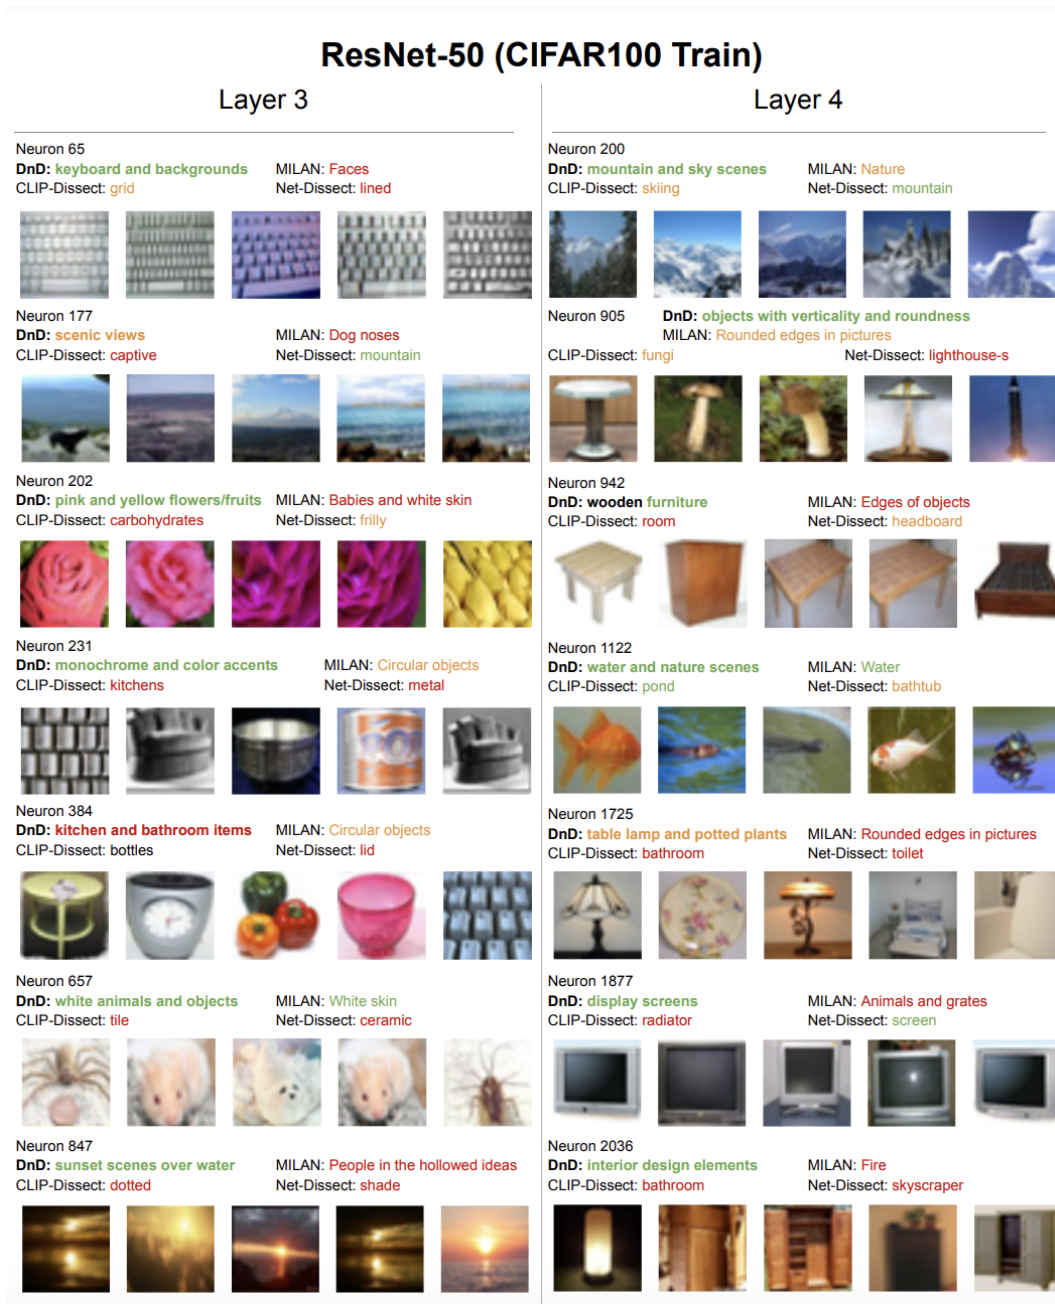 ResNet-50 (CIFAR100 Train)
Layer 3
Neuron 65
DnD: keyboard and backgrounds MILAN: Faces
CLIP-Dissect: grid Net-Dissect: lined
Neuron 177
DnD: scenic views MILAN: Dog noses
CLIP-Dissect: captive Net-Dissect: mountain
Neuron 202
DnD: pink and yellow flowers/fruits MILAN: Babies and white skin
CLIP-Dissect: carbohydrates Net-Dissect: frilly
Neuron 231
DnD: monochrome and color accents MILAN: Circular objects
CLIP-Dissect: kitchens Net-Dissect: metal
Neuron 384
DnD: kitchen and bathroom items MILAN: Circular objects
CLIP-Dissect: bottles Net-Dissect: lid
Neuron 657
DnD: white animals and objects MILAN: White skin
CLIP-Dissect: tile Net-Dissect: ceramic
Neuron 847
DnD: sunset scenes over water MILAN: People in the hollowed ideas
CLIP-Dissect: dotted Net-Dissect: shade
Layer 4
Neuron 200
DnD: mountain and sky scenes MILAN: Nature
CLIP-Dissect: skiing Net-Dissect: mountain
Neuron 905 DnD: objects with verticality and roundness
MILAN: Rounded edges in pictures
CLIP-Dissect: fungi Net-Dissect: lighthouse-s
Neuron 942
DnD: wooden furniture MILAN: Edges of objects
CLIP-Dissect: room Net-Dissect: headboard
Neuron 1122
DnD: water and nature scenes MILAN: Water
CLIP-Dissect: pond Net-Dissect: bathtub
Neuron 1725
DnD: table lamp and potted plants MILAN: Rounded edges in pictures
CLIP-Dissect: bathroom Net-Dissect: toilet
Neuron 1877
DnD: display screens MILAN: Animals and grates
CLIP-Dissect: radiator Net-Dissect: screen
Neuron 2036
DnD: interior design elements MILAN: Fire
CLIP-Dissect: bathroom Net-Dissect: skyscraper